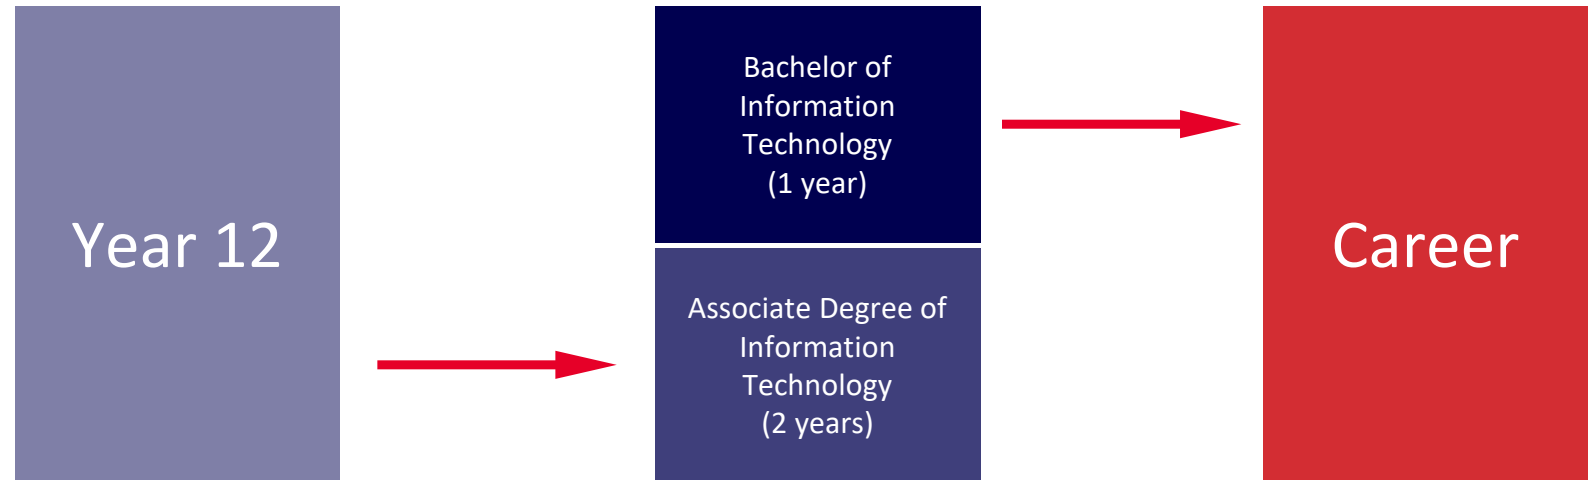 Year 12
Bachelor of
Information
Technology
(1 year)
Associate Degree of
Information
Technology
(2 years)
Career